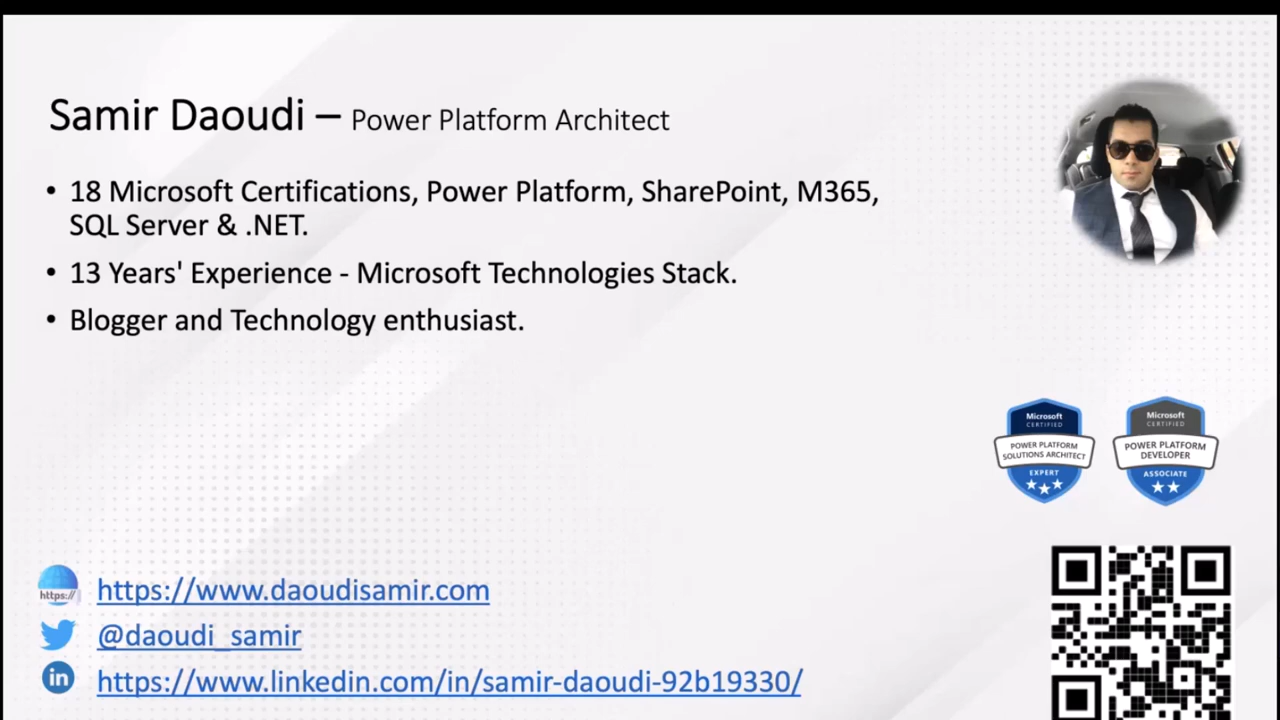 Samir Daoudi – Power Platform Architect
• 18 Microsoft Certifications, Power Platform, SharePoint, M365,
SQL Server & .NET.
• 13 Years' Experience - Microsoft Technologies Stack.
• Blogger and Technology enthusiast.
Microsoft
CERTIFIED
POWER PLATFORM
SOLUTIONS ARCHITECT
EXPERT
Microsoft
CERTIFIED
POWER PLATFORM
DEVELOPER
ASSOCIATE
https://
https://www.daoudisamir.com
@daoudi_samir
in
https://www.linkedin.com/in/samir-daoudi-92b19330/